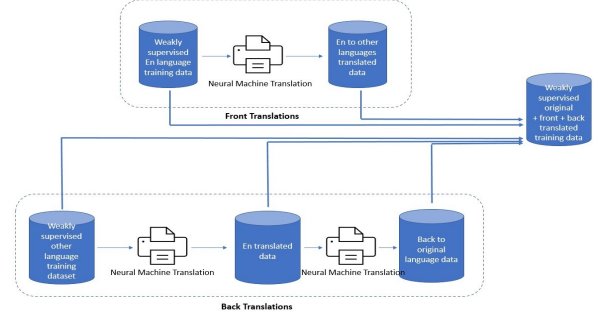 Weakly
supervised
En language
training data
Neural Machine Translation
En to other
languages
translated
data
Front Translations
Weakly
supervised
original
+ front + back
translated
training data
Weakly
supervised
other
language
training
dataset
Neural Machine Translation
En translated
data
Neural Machine Translation
Back to
original
language data
Back Translations